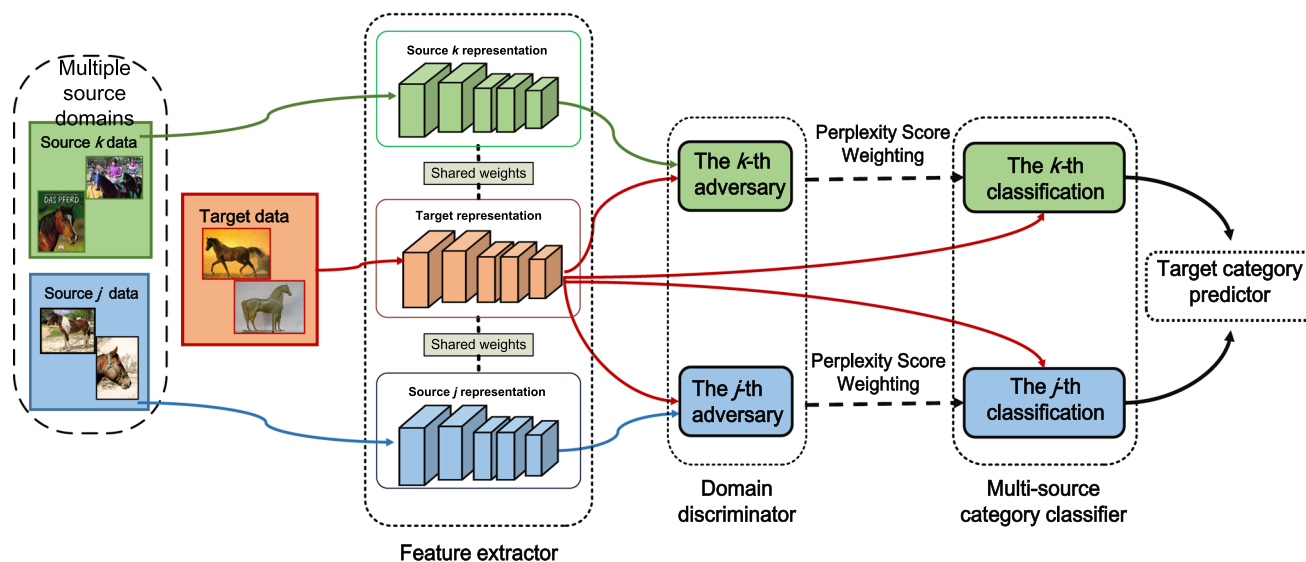 Multiple
source
domains
Source k data
DAS PFERD
Source j data
Target data
Source k representation
Shared weights
Target representation
Shared weights
Source j representation
Feature extractor
The k-th
adversary
The j-th
adversary
Domain
discriminator
Perplexity Score
Weighting
Perplexity Score
Weighting
The k-th
classification
The j-th
classification
Multi-source
category classifier
Target category
predictor